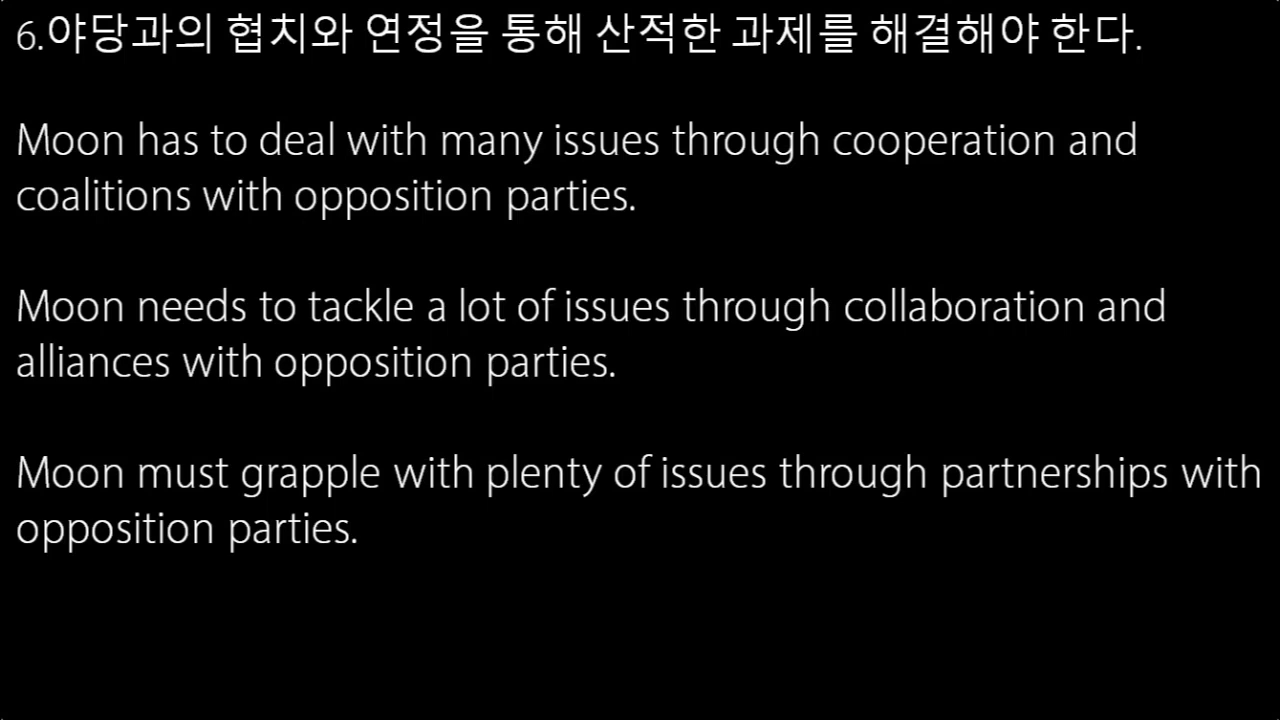 6.야당과의 협치와 연정을 통해 산적한 과제를 해결해야 한다.
Moon has to deal with many issues through cooperation and
coalitions with opposition parties.
Moon needs to tackle a lot of issues through collaboration and
alliances with opposition parties.
Moon must grapple with plenty of issues through partnerships with
opposition parties.